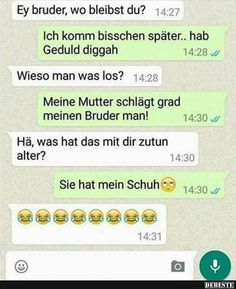 Ey bruder, wo bleibst du? 14:27
Ich komm bisschen später.. hab
Geduld diggah 14:28
Wieso man was los? 14:28
Meine Mutter schlägt grad
meinen Bruder man! 14:30
Hä, was hat das mit dir zutun
alter? 14:30
Sie hat mein Schuh🙄 14:30
😂😂😂😂😂😂😂😂
14:31
DEBESTE